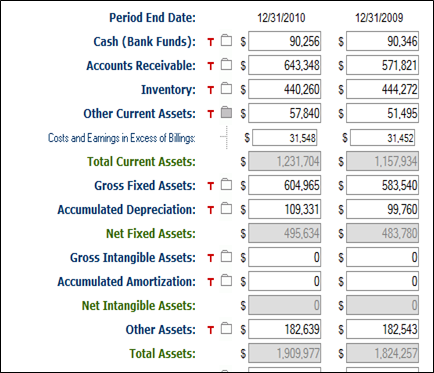 Period End Date: 12/31/2010 12/31/2009
Cash (Bank Funds): T $ 90,256 $ 90,346
Accounts Receivable: T $ 643,348 $ 571,821
Inventory: T $ 440,260 $ 444,272
Other Current Assets: T $ 57,840 $ 51,495
Costs and Earnings in Excess of Billings: $ 31,548 $ 31,452
Total Current Assets: $ 1,231,704 $ 1,157,934
Gross Fixed Assets: T $ 604,965 $ 583,540
Accumulated Depreciation: T $ 109,331 $ 99,760
Net Fixed Assets: $ 495,634 $ 483,780
Gross Intangible Assets: T $ 0 $ 0
Accumulated Amortization: T $ 0 $ 0
Net Intangible Assets: $ 0 $ 0
Other Assets: T $ 182,639 $ 182,543
Total Assets: $ 1,909,977 $ 1,824,257